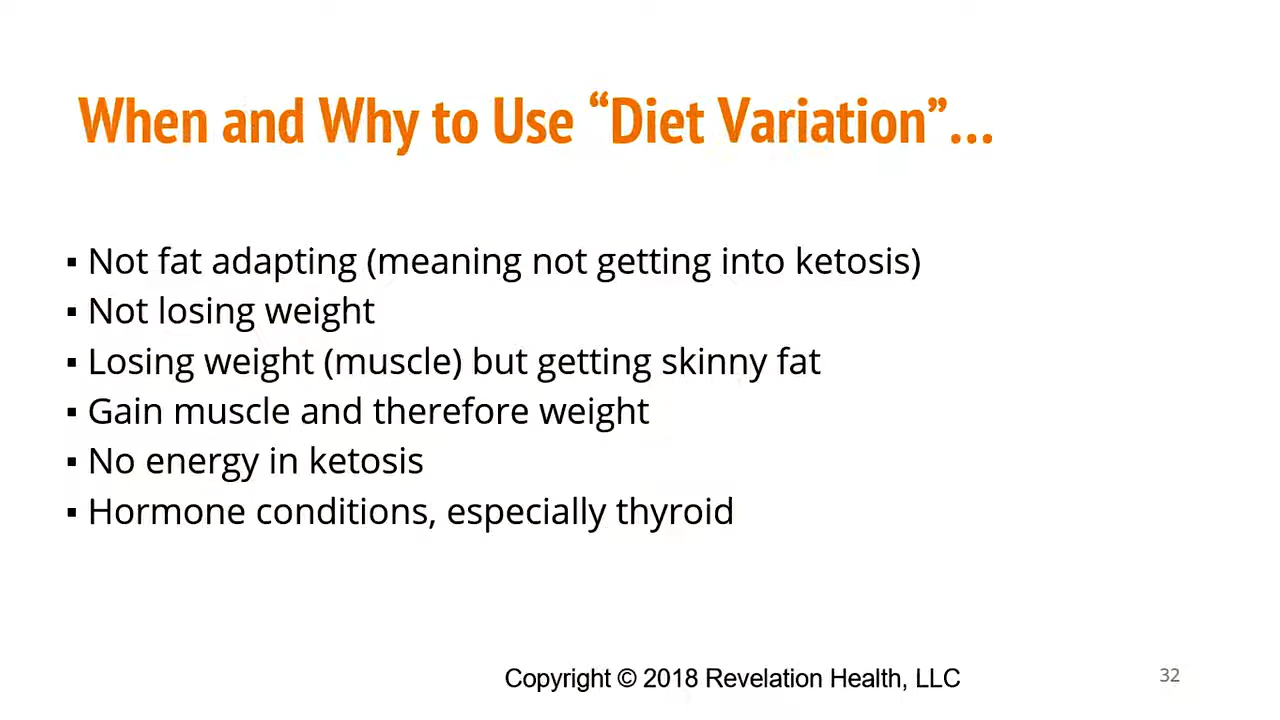 When and Why to Use “Diet Variation”...
▪ Not fat adapting (meaning not getting into ketosis)
▪ Not losing weight
▪ Losing weight (muscle) but getting skinny fat
▪ Gain muscle and therefore weight
▪ No energy in ketosis
▪ Hormone conditions, especially thyroid
Copyright © 2018 Revelation Health, LLC
32